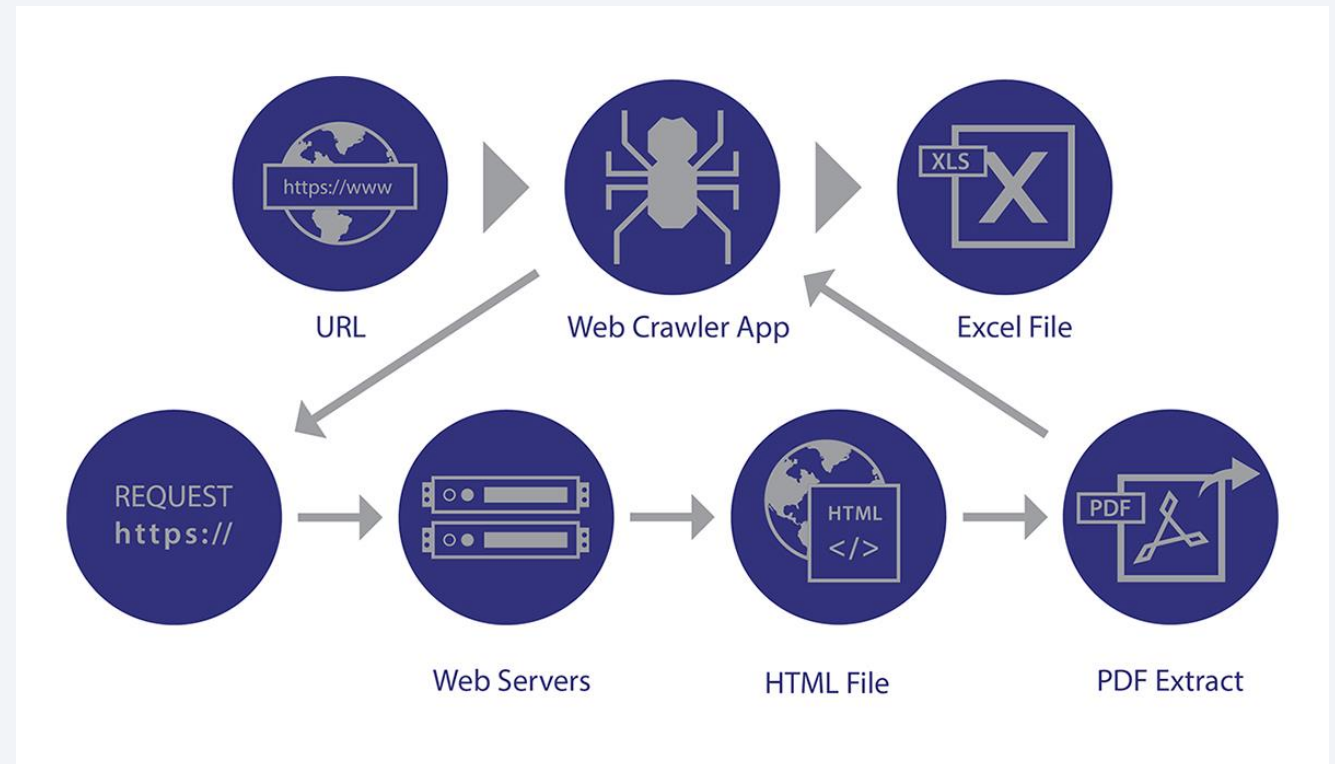 https://www
XLS
X
URL
Web Crawler App
Excel File
REQUEST
https://
HTML
</>
PDF
Web Servers
HTML File
PDF Extract